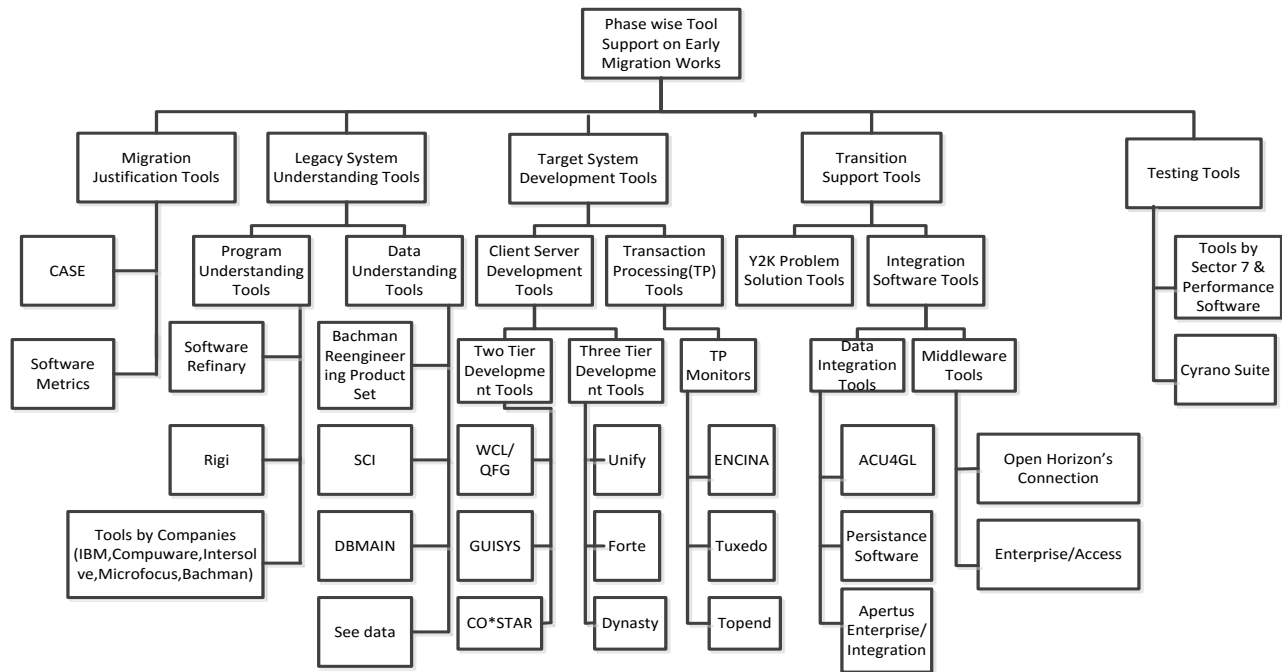 Phase wise Tool
Support on Early
Migration Works
Migration
Justification Tools
Legacy System
Understanding Tools
Target System
Development Tools
Transition
Support Tools
Testing Tools
CASE
Software
Metrics
Program
Understanding
Tools
Data
Understanding
Tools
Client Server
Development
Tools
Transaction
Processing(TP)
Tools
Y2K Problem
Solution Tools
Integration
Software Tools
Tools by
Sector 7 &
Performance
Software
Cyrano Suite
Software
Refinary
Rigi
Tools by Companies
(IBM,Compuware,Intersol
ve,Microfocus,Bachman)
Bachman
Reengineer
ing Product
Set
SCI
DBMAIN
See data
Two Tier
Developme
nt Tools
WCL/
QFG
GUISYS
CO*STAR
Three Tier
Developme
nt Tools
Unify
Forte
Dynasty
TP
Monitors
ENCINA
Tuxedo
Topend
Data
Integration
Tools
ACU4GL
Persistance
Software
Apertus
Enterprise/
Integration
Middleware
Tools
Open Horizon’s
Connection
Enterprise/Access